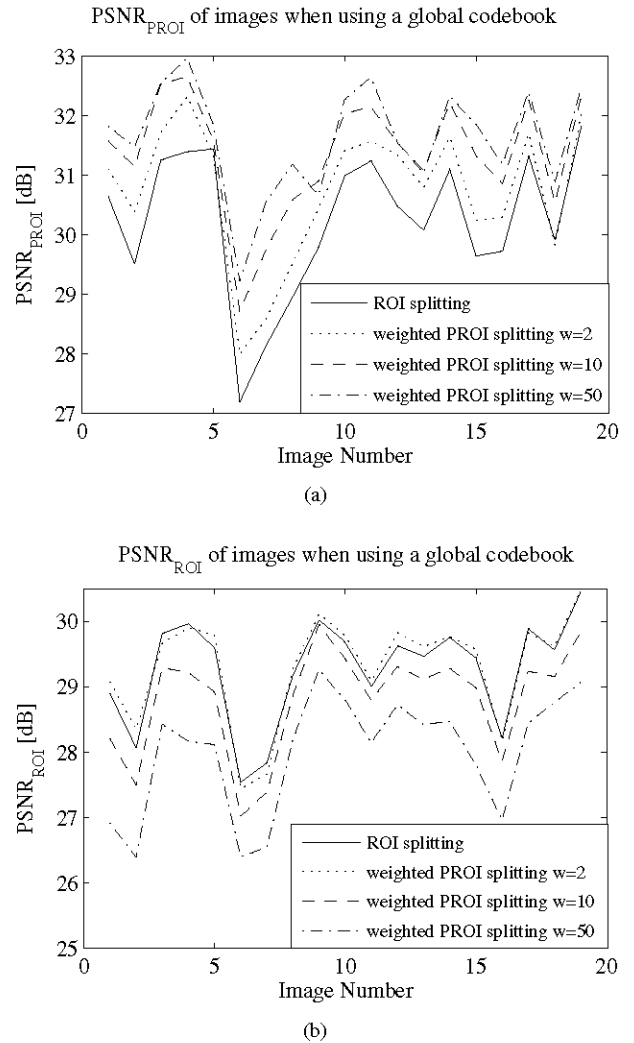 PSNR_PROI of images when using a global codebook
33
32
31
30
29
28
27
PSNR_PROI [dB]
ROI splitting
weighted PROI splitting w=2
weighted PROI splitting w=10
weighted PROI splitting w=50
0 5 10 15 20
Image Number
(a)
PSNR_ROI of images when using a global codebook
30
29
28
27
26
25
PSNR_ROI [dB]
ROI splitting
weighted PROI splitting w=2
weighted PROI splitting w=10
weighted PROI splitting w=50
0 5 10 15 20
Image Number
(b)